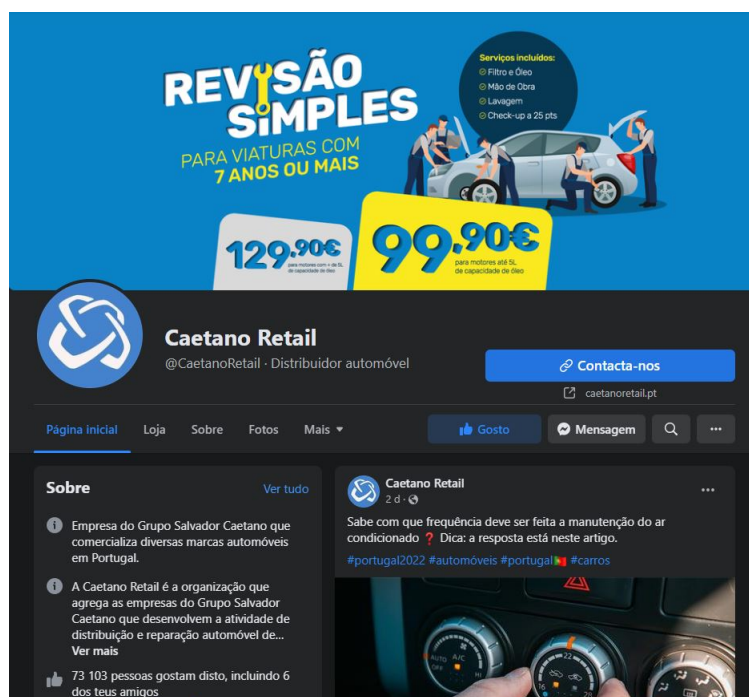 REVISÃO
SIMPLES
PARA VIATURAS COM
7 ANOS OU MAIS
Serviços incluídos:
Filtro e Óleo
Mão de Obra
Lavagem
Check-up a 25 pts
129,90€
para motores com + de 5L
de capacidade de óleo
99,90€
para motores até 5L
de capacidade de óleo
Caetano Retail
@CaetanoRetail · Distribuidor automóvel
Contacta-nos
caetanoretail.pt
Página inicial Loja Sobre Fotos Mais
Gosto Mensagem
Sobre Ver tudo
Empresa do Grupo Salvador Caetano que
comercializa diversas marcas automóveis
em Portugal.
A Caetano Retail é a organização que
agrega as empresas do Grupo Salvador
Caetano que desenvolvem a atividade de
distribuição e reparação automóvel de...
Ver mais
73 103 pessoas gostam disto, incluindo 6
dos teus amigos
Caetano Retail
2 d ·
Sabe com que frequência deve ser feita a manutenção do ar
condicionado ❓ Dica: a resposta está neste artigo.
#portugal2022 #automóveis #portugal🇵🇹 #carros
AUTO A/C
OFF HI
22
16 28